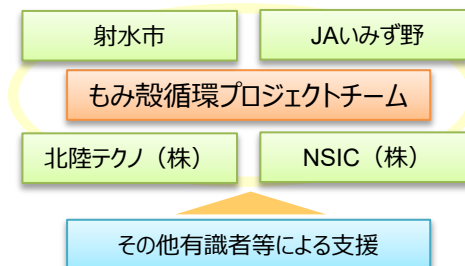 射水市
JAいみず野
もみ殻循環プロジェクトチーム
北陸テクノ（株）
NSIC（株）
その他有識者等による支援